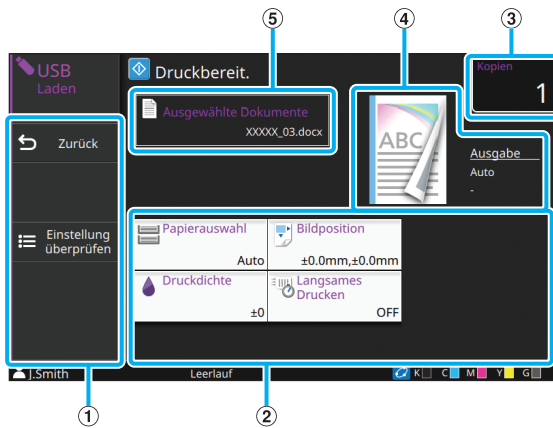 5
4
3
USB
Laden
Druckbereit.
Kopien
1
Ausgewählte Dokumente
XXXXX_03.docx
ABC
Ausgabe
Auto
-
Zurück
Einstellung
überprüfen
Papierauswahl
Auto
Bildposition
±0.0mm,±0.0mm
Druckdichte
±0
Langsames
Drucken
OFF
J.Smith
Leerlauf
K C M Y G
1
2